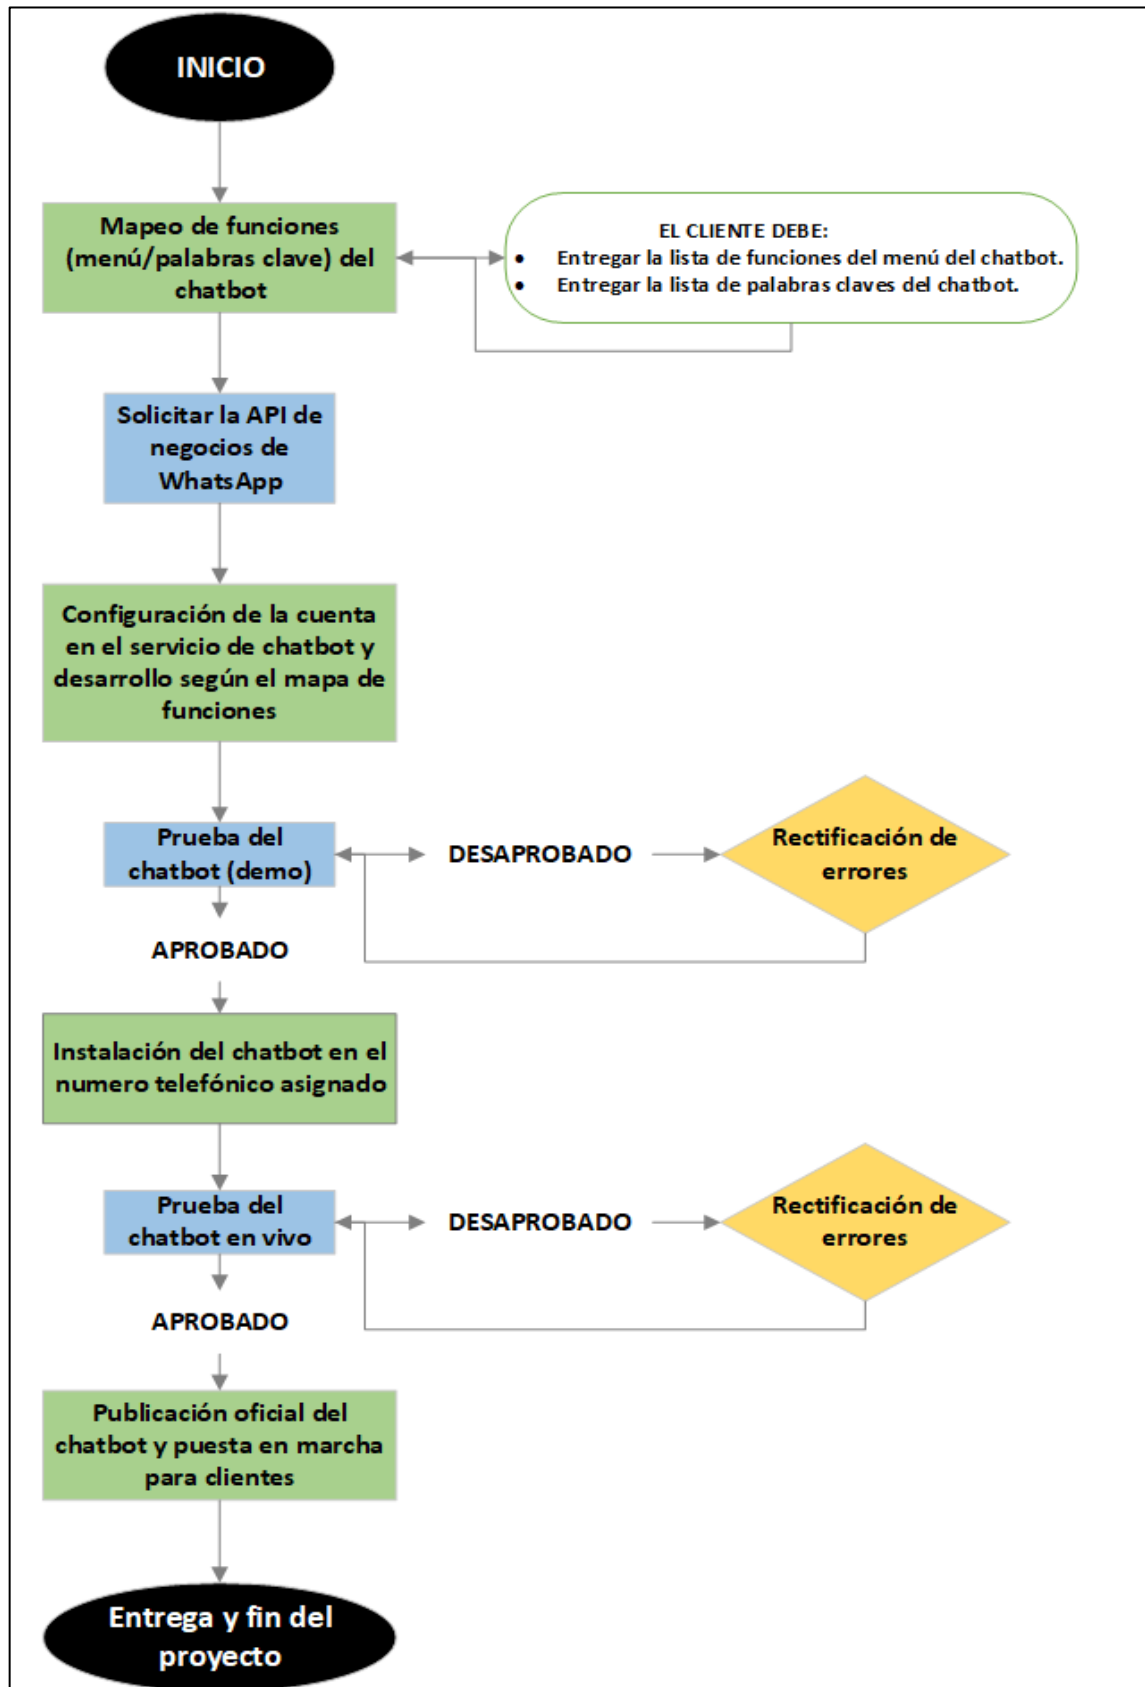 INICIO
Mapeo de funciones
(menú/palabras clave) del
chatbot
EL CLIENTE DEBE:
• Entregar la lista de funciones del menú del chatbot.
• Entregar la lista de palabras claves del chatbot.
Solicitar la API de
negocios de
WhatsApp
Configuración de la cuenta
en el servicio de chatbot y
desarrollo según el mapa de
funciones
Prueba del
chatbot (demo)
DESAPROBADO
Rectificación de
errores
APROBADO
Instalación del chatbot en el
numero telefónico asignado
Prueba del
chatbot en vivo
DESAPROBADO
Rectificación de
errores
APROBADO
Publicación oficial del
chatbot y puesta en marcha
para clientes
Entrega y fin del
proyecto